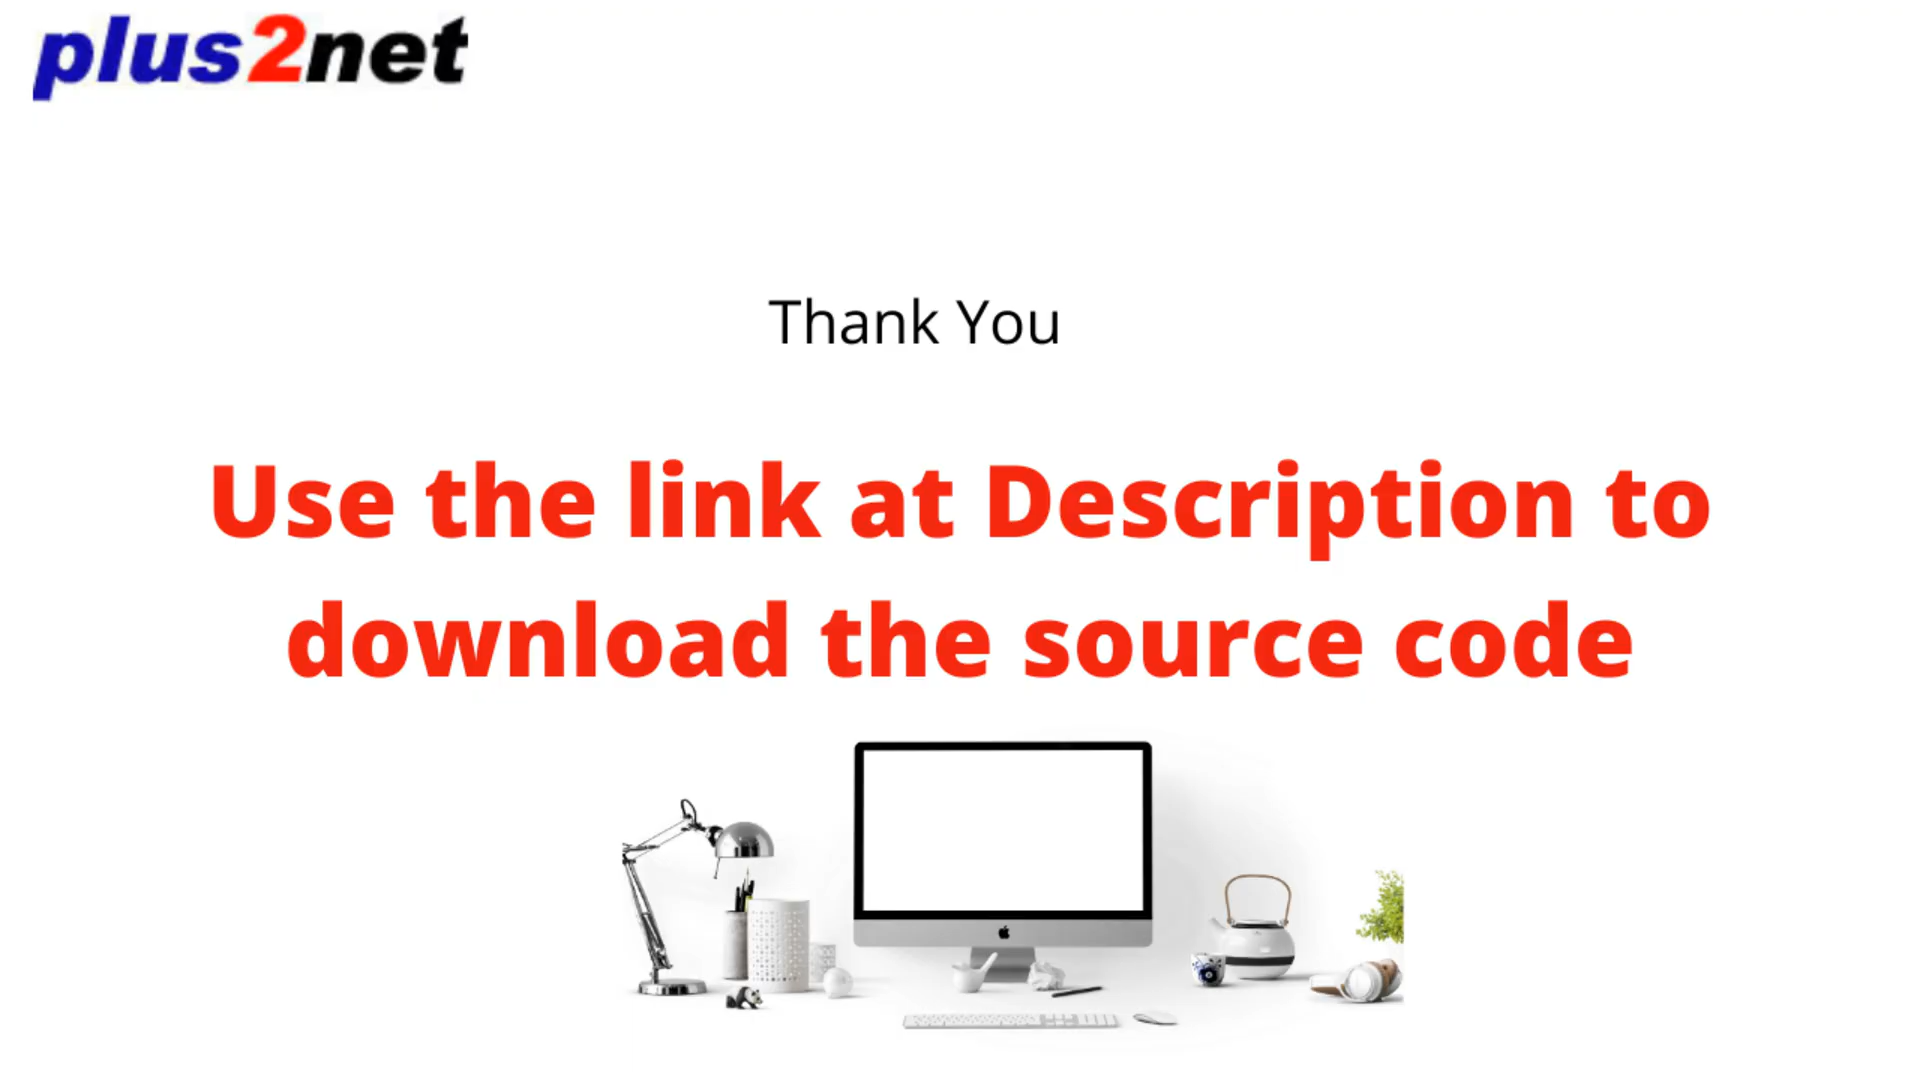 plus2net
Thank You
Use the link at Description to
download the source code